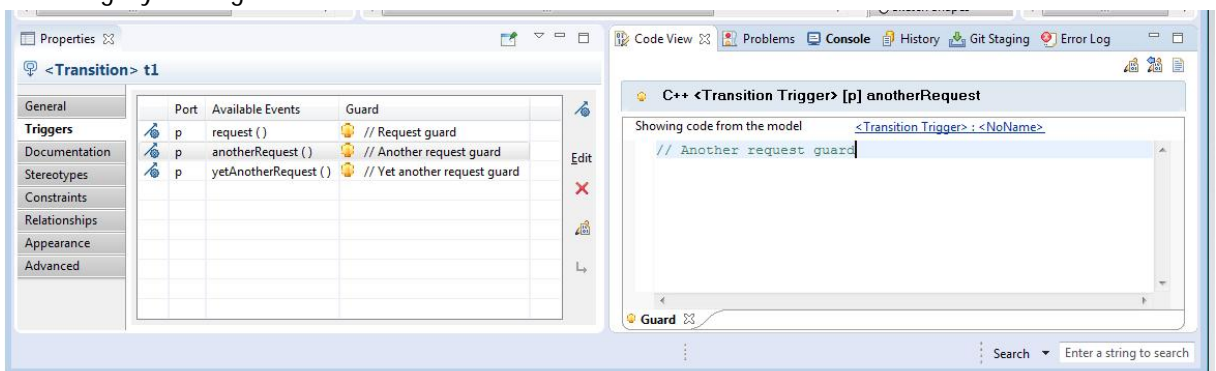 Properties
<Transition> t1
General
Triggers
Documentation
Stereotypes
Constraints
Relationships
Appearance
Advanced
Port Available Events Guard
p request ( ) // Request guard
p anotherRequest ( ) // Another request guard
p yetAnotherRequest ( ) // Yet another request guard
Edit
Code View Problems Console History Git Staging Error Log
C++ <Transition Trigger> [p] anotherRequest
Showing code from the model <Transition Trigger> : <NoName>
// Another request guard
Guard
Search Enter a string to search